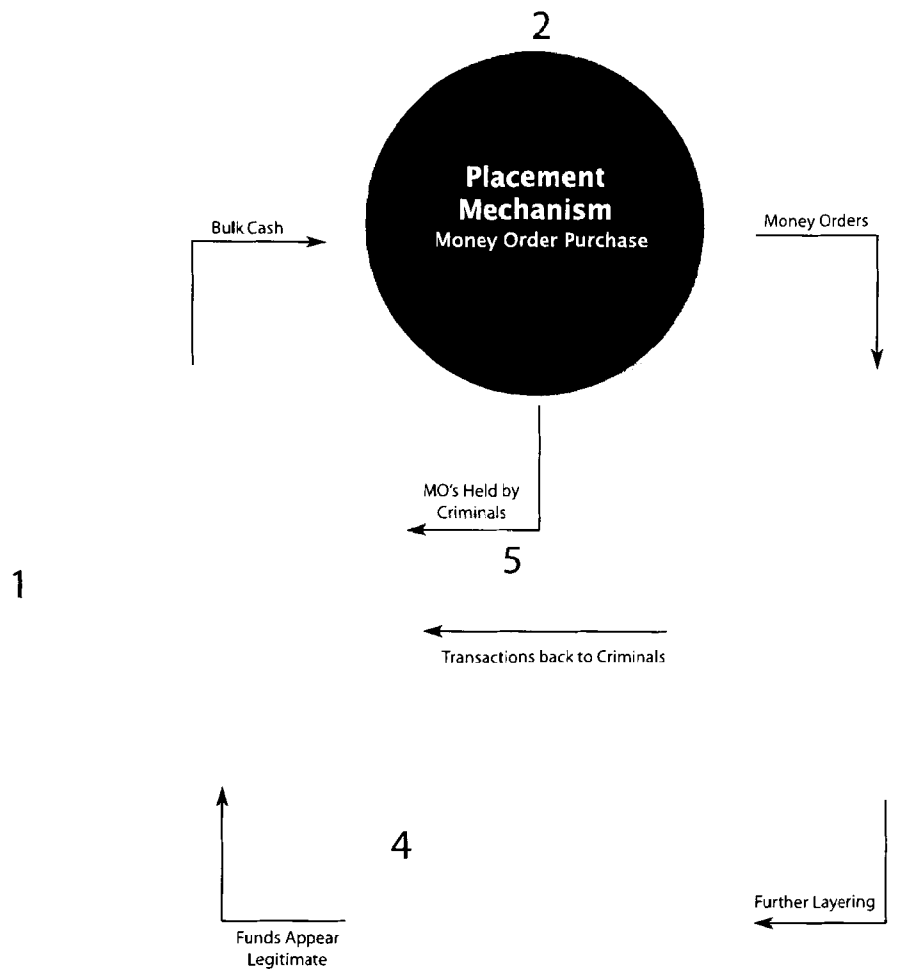 2
Placement
Mechanism
Money Order Purchase
Bulk Cash
Money Orders
MO's Held by
Criminals
5
1
Transactions back to Criminals
4
Further Layering
Funds Appear
Legitimate